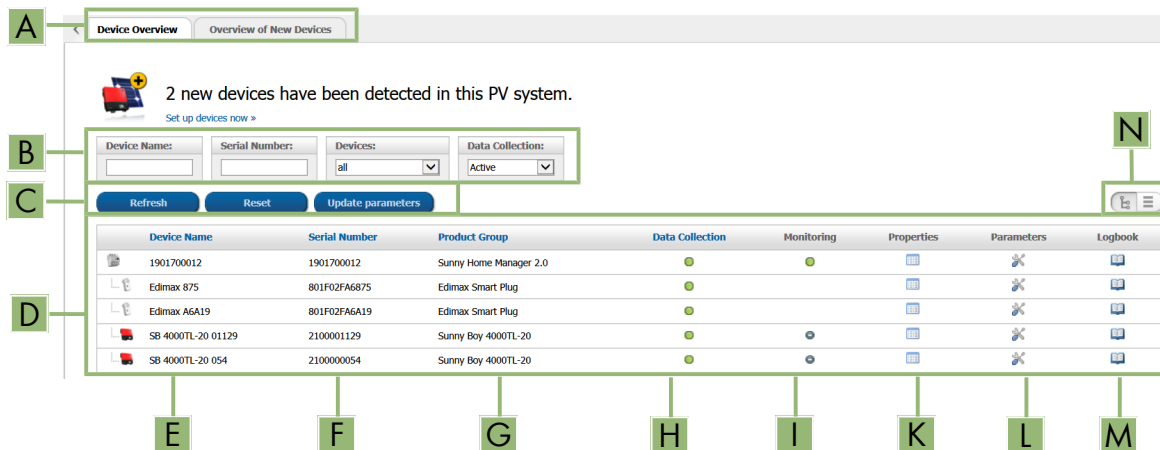 A
Device Overview Overview of New Devices
2 new devices have been detected in this PV system.
Set up devices now »
N
B
Device Name: Serial Number: Devices: Data Collection:
all Active
C
Refresh Reset Update parameters
Device Name Serial Number Product Group Data Collection Monitoring Properties Parameters Logbook
1901700012 1901700012 Sunny Home Manager 2.0
Edimax 875 801F02FA6875 Edimax Smart Plug
D
Edimax A6A19 801F02FA6A19 Edimax Smart Plug
SB 4000TL-20 01129 2100001129 Sunny Boy 4000TL-20
SB 4000TL-20 054 2100000054 Sunny Boy 4000TL-20
E F G H I K L M